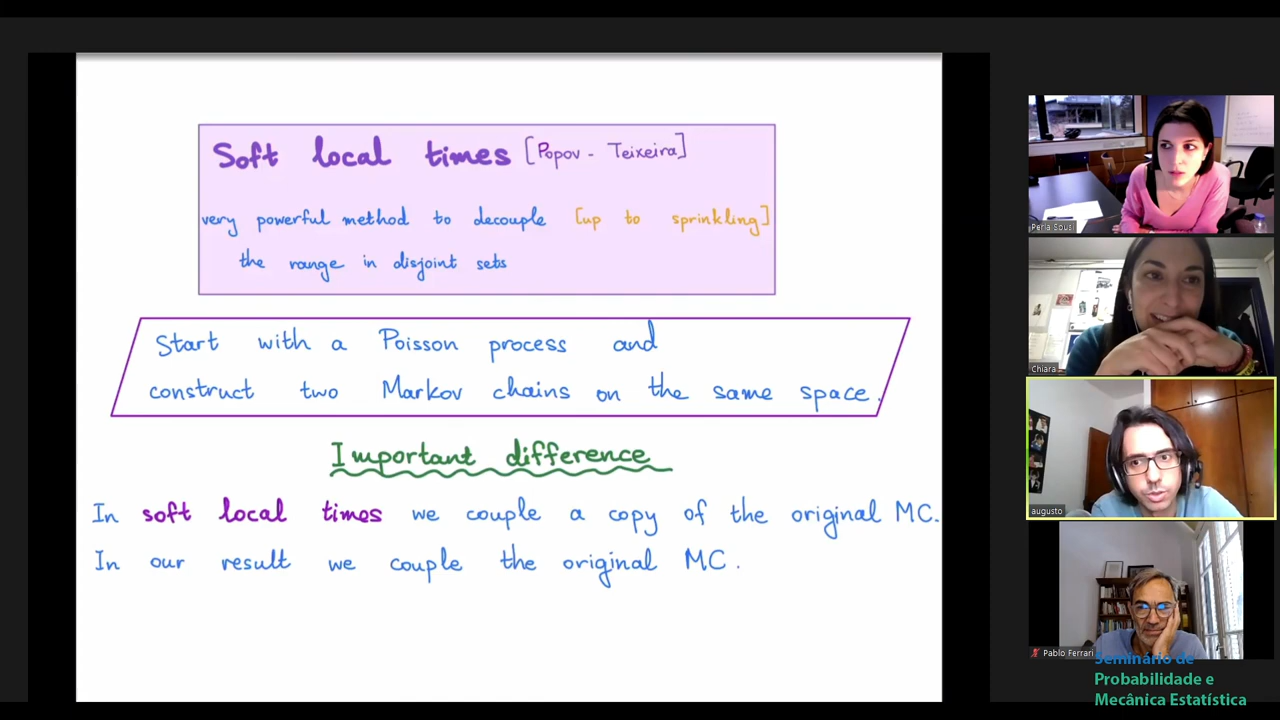 Soft local times [Popov - Teixeira]
very powerful method to decouple [up to sprinkling]
the range in disjoint sets
Start with a Poisson process and
construct two Markov chains on the same space.
Important difference
In soft local times we couple a copy of the original MC.
In our result we couple the original MC.
Perla Sousi
Chiara
augusto
Pablo Ferrari
Seminário de
Probabilidade e
Mecânica Estatística